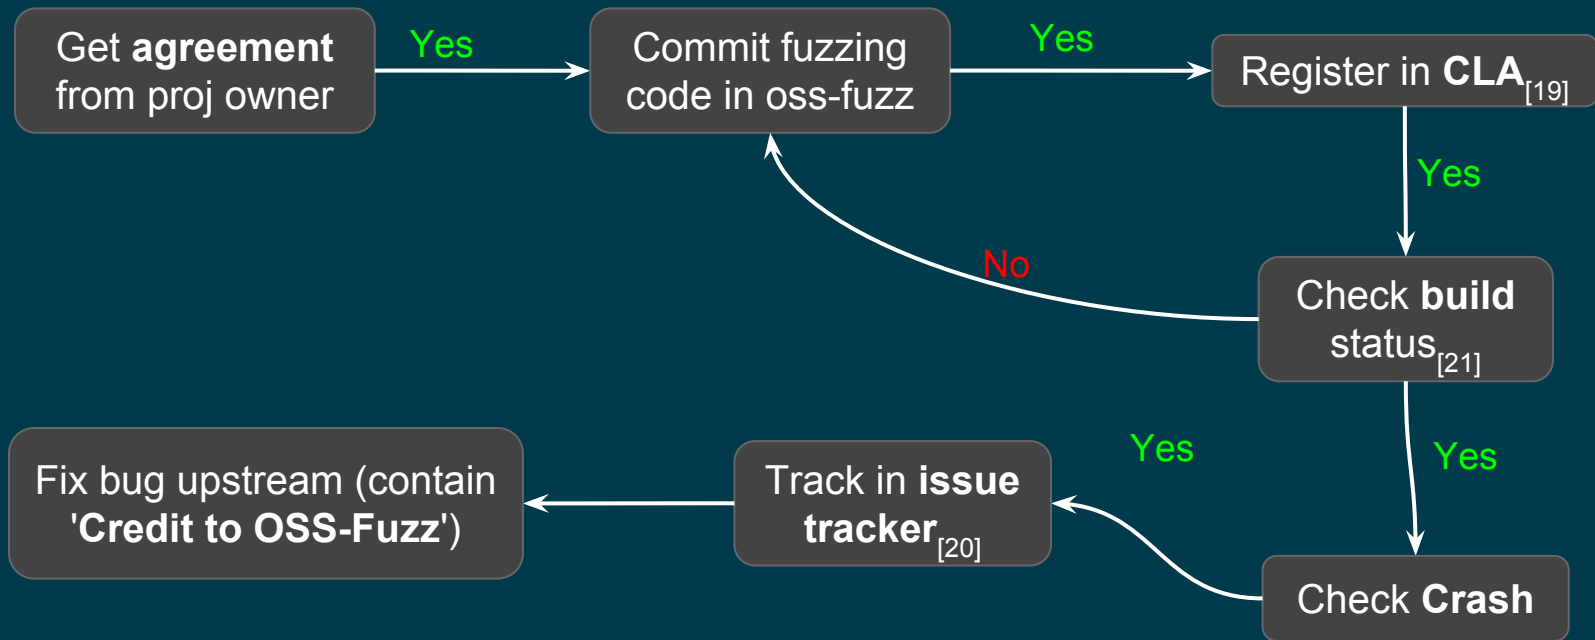 Get agreement
from proj owner
Yes
Commit fuzzing
code in oss-fuzz
Yes
Register in CLA[19]
Yes
No
Check build
status[21]
Yes
Check Crash
Yes
Track in issue
tracker[20]
Fix bug upstream (contain
'Credit to OSS-Fuzz')